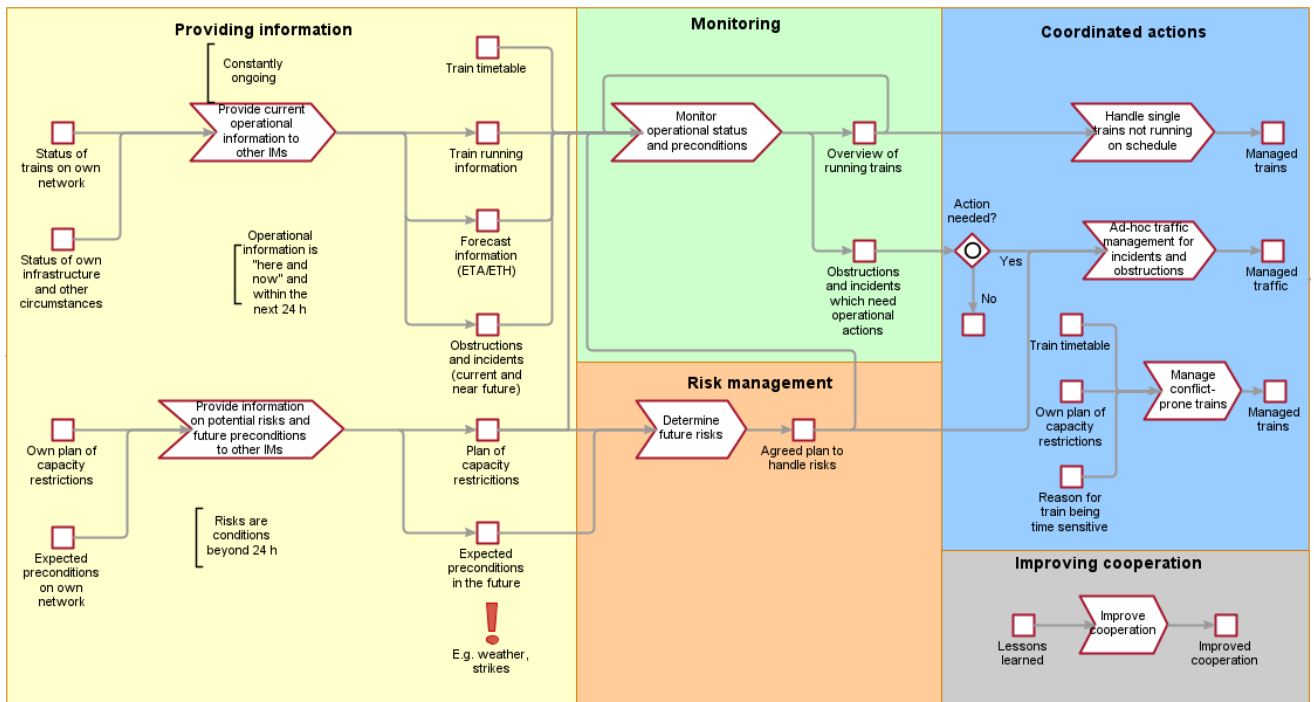 Providing information
Constantly
ongoing
Train timetable
Provide current
operational
information to
other IMs
Status of
trains on own
network
Train running
information
Status of own
infrastructure
and other
circumstances
Operational
information is
"here and
now" and
within the
next 24 h
Forecast
information
(ETA/ETH)
Obstructions
and incidents
(current and
near future)
Provide information
on potential risks and
future preconditions
to other IMs
Own plan of
capacity
restrictions
Plan of
capacity
restricitions
Risks are
conditions
beyond 24 h
Expected
preconditions
on own
network
Expected
preconditions
in the future
E.g. weather,
strikes
Monitoring
Monitor
operational status
and preconditions
Overview of
running trains
Obstructions
and incidents
which need
operational
actions
Risk management
Determine
future risks
Agreed plan to
handle risks
Coordinated actions
Handle single
trains not running
on schedule
Managed
trains
Action
needed?
Yes
No
Ad-hoc traffic
management for
incidents and
obstructions
Managed
traffic
Train timetable
Own plan of
capacity
restrictions
Reason for
train being
time sensitive
Manage
conflict-
prone trains
Managed
trains
Improving cooperation
Lessons
learned
Improve
cooperation
Improved
cooperation